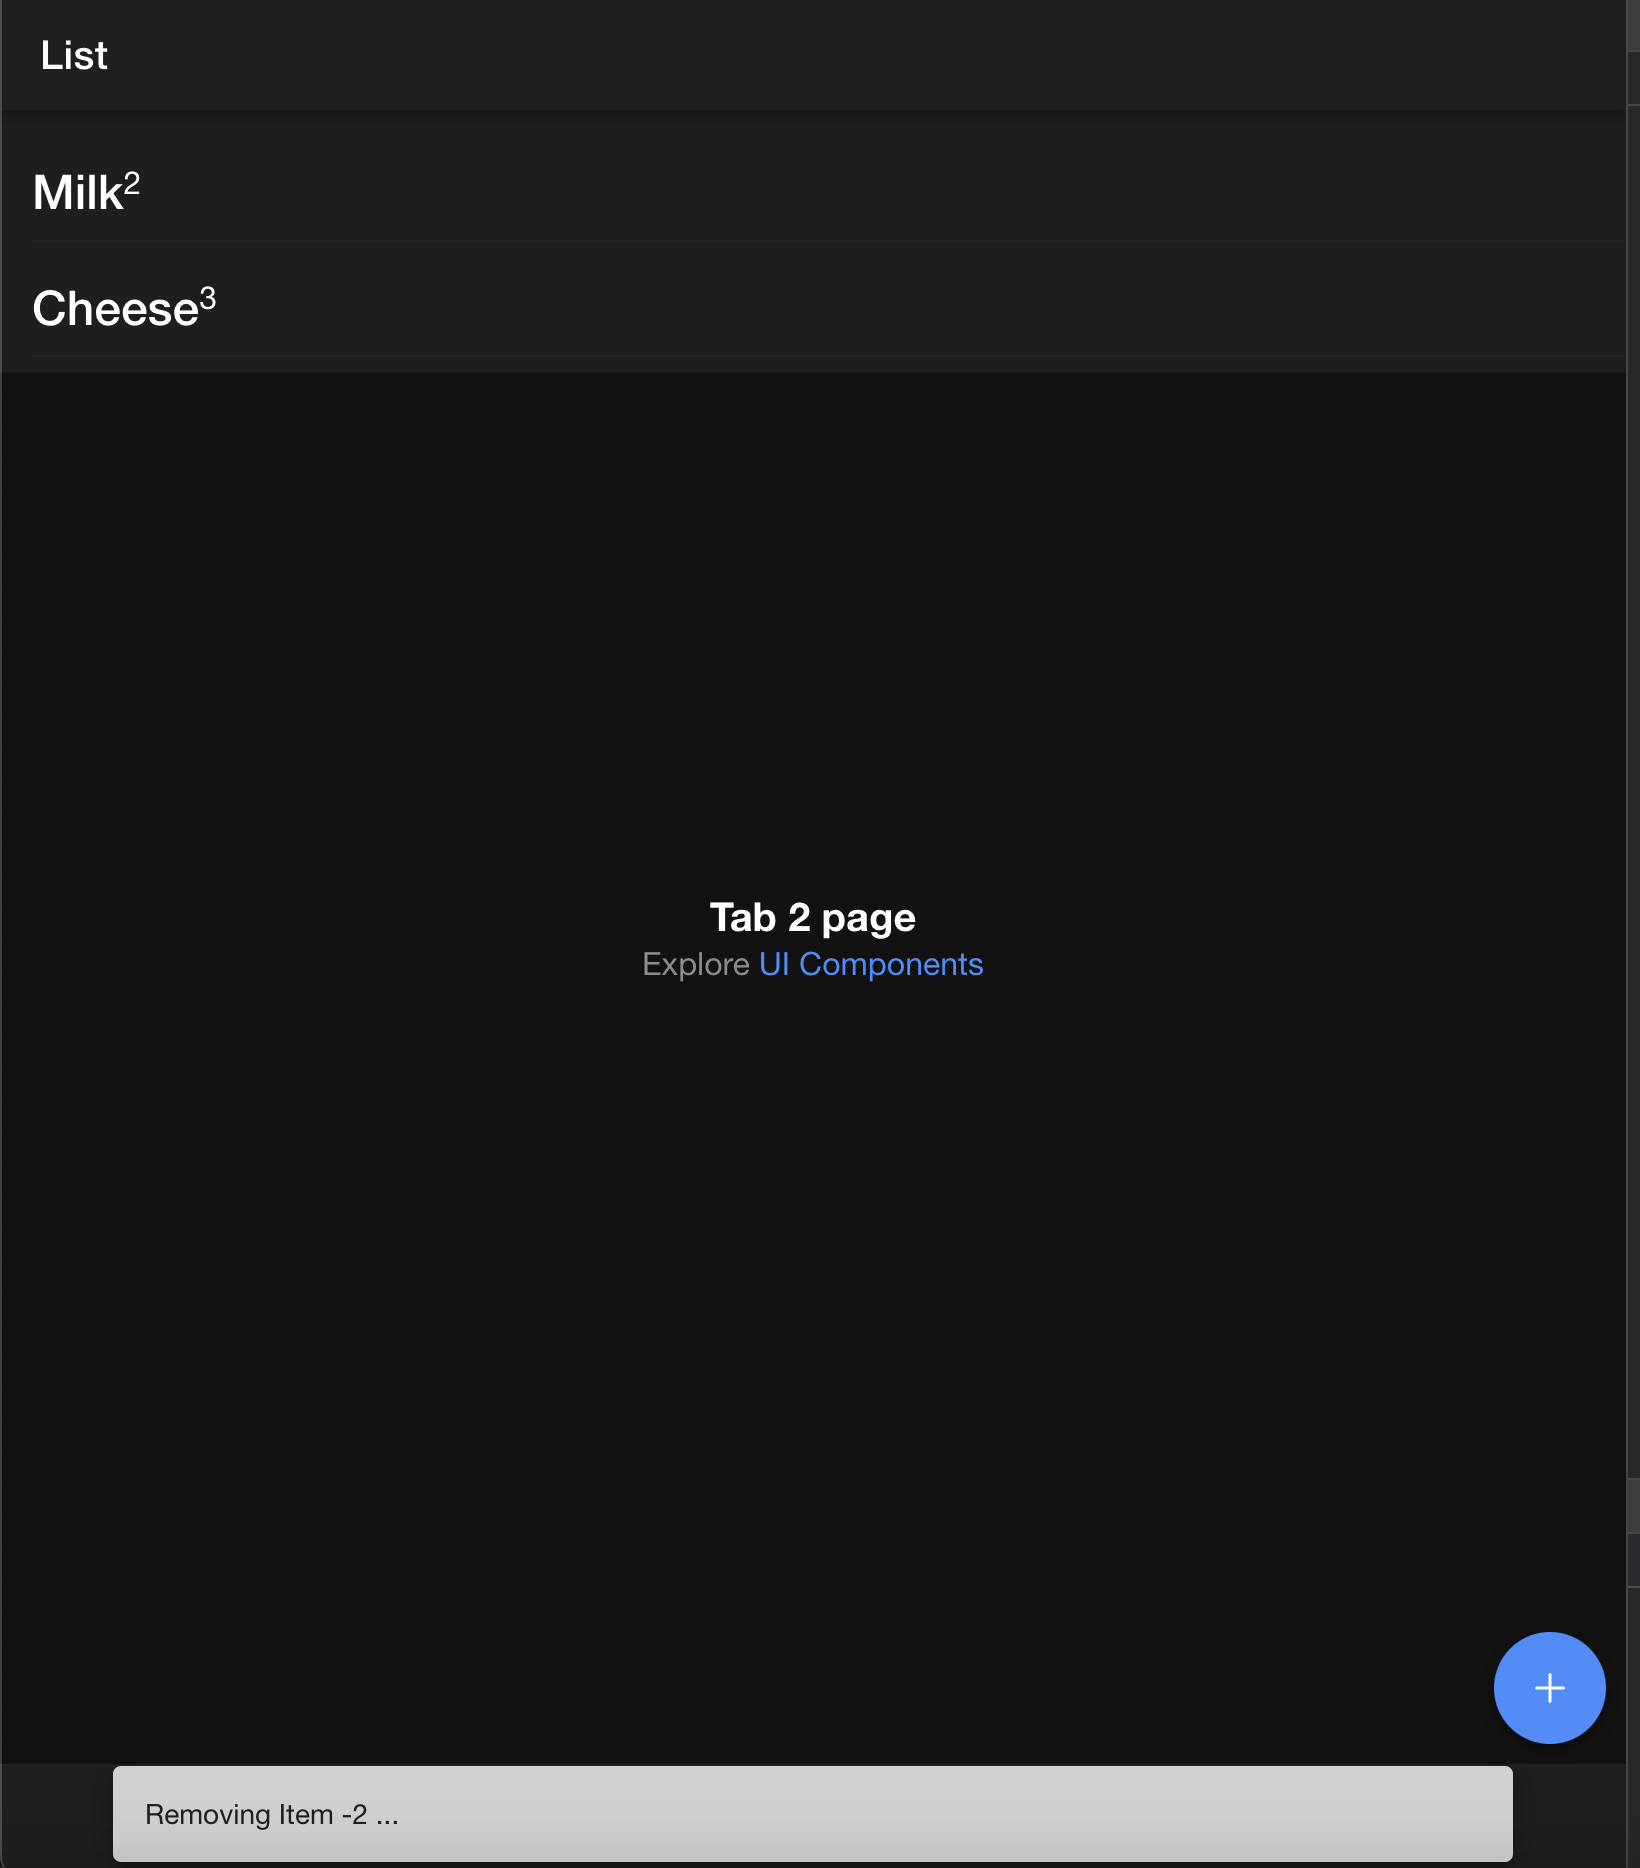 List
Milk²
Cheese³
Tab 2 page
Explore UI Components
Removing Item -2 ...